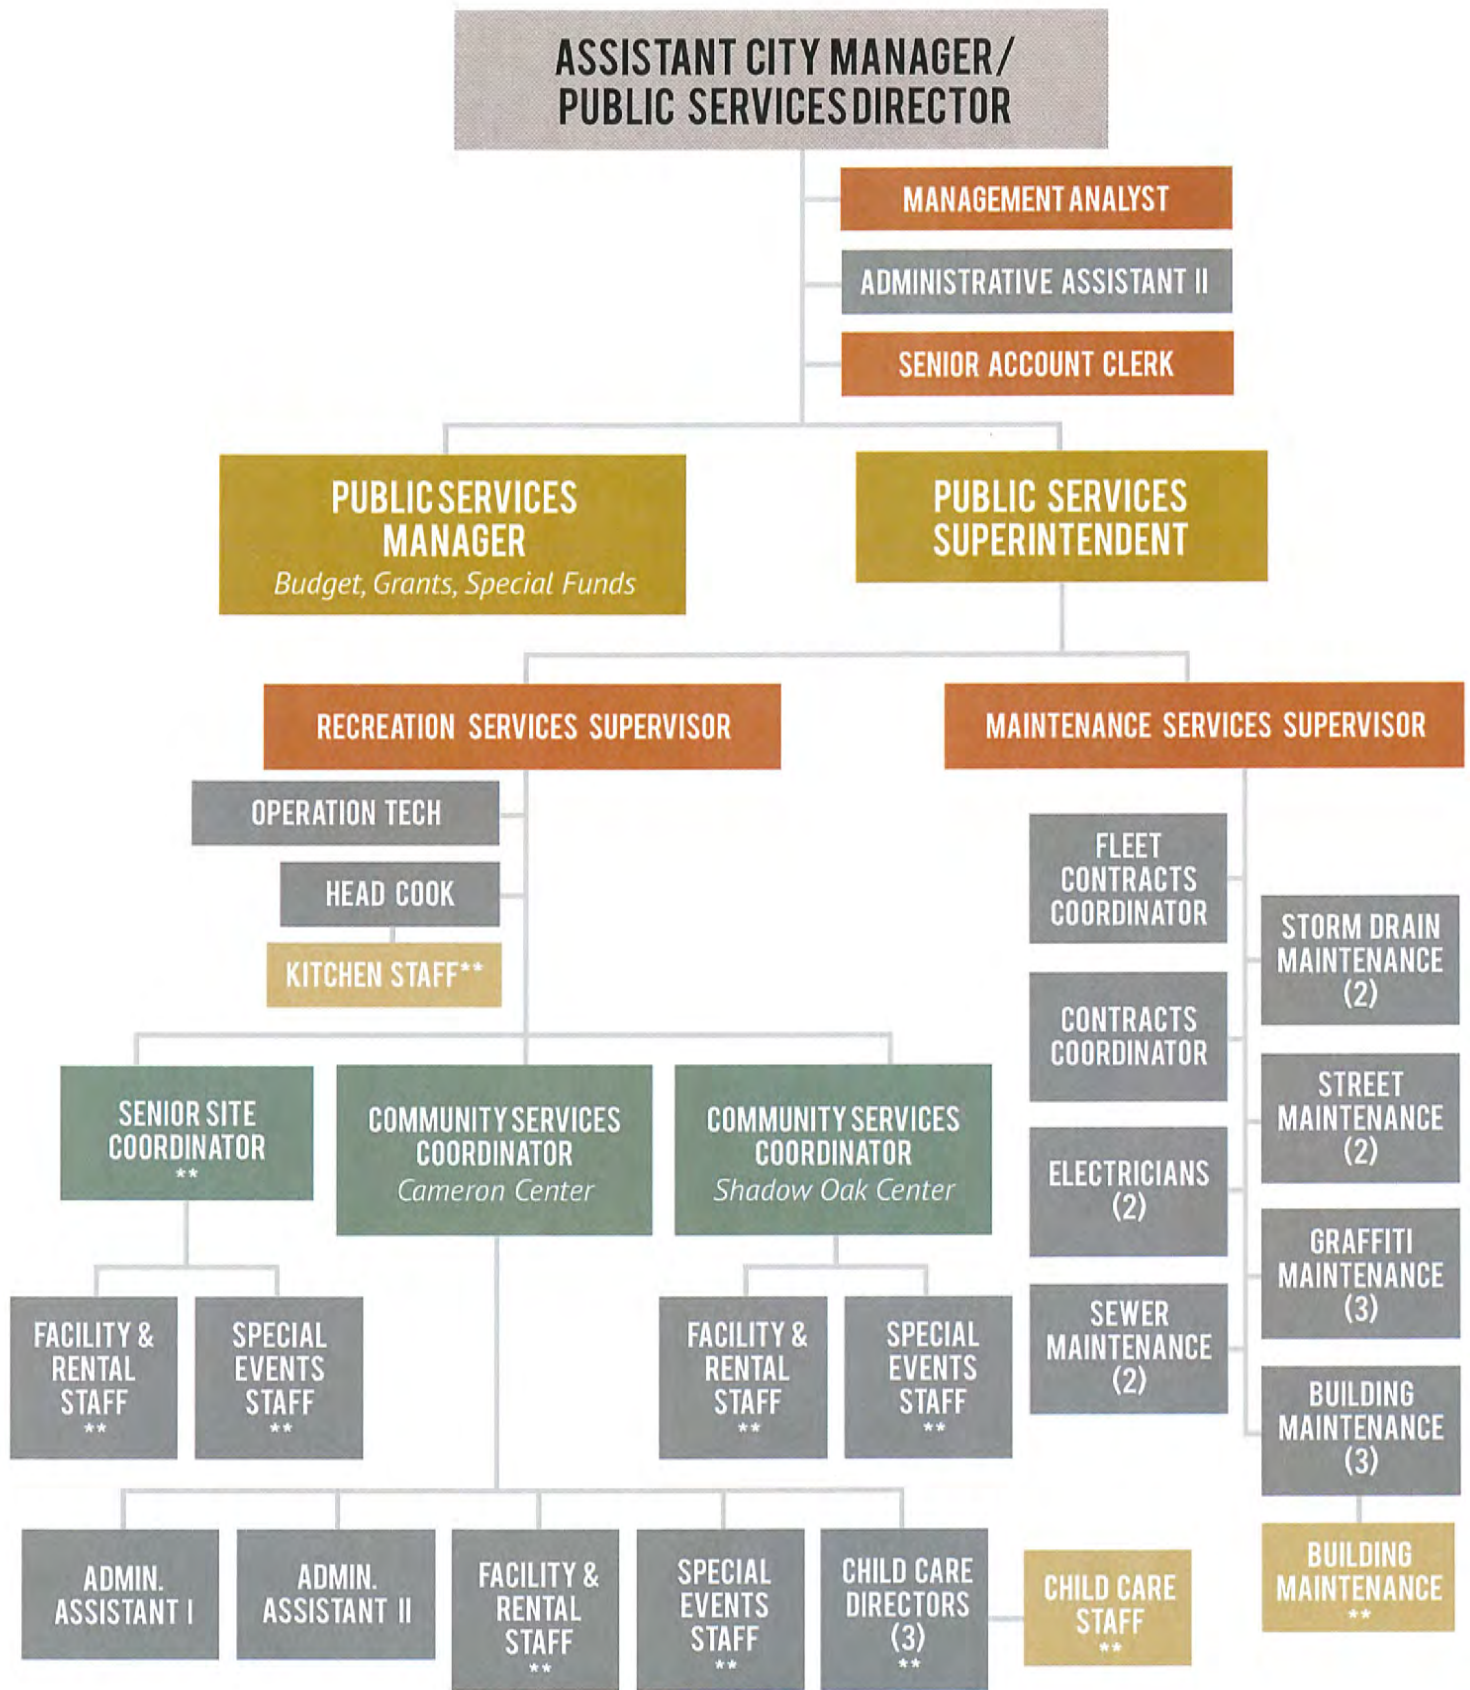 ASSISTANT CITY MANAGER/
PUBLIC SERVICES DIRECTOR
MANAGEMENT ANALYST
ADMINISTRATIVE ASSISTANT II
SENIOR ACCOUNT CLERK
PUBLIC SERVICES
MANAGER
Budget, Grants, Special Funds
PUBLIC SERVICES
SUPERINTENDENT
RECREATION SERVICES SUPERVISOR
MAINTENANCE SERVICES SUPERVISOR
OPERATION TECH
HEAD COOK
KITCHEN STAFF**
FLEET
CONTRACTS
COORDINATOR
STORM DRAIN
MAINTENANCE
(2)
CONTRACTS
COORDINATOR
STREET
MAINTENANCE
(2)
ELECTRICIANS
(2)
GRAFFITI
MAINTENANCE
(3)
SEWER
MAINTENANCE
(2)
BUILDING
MAINTENANCE
(3)
BUILDING
MAINTENANCE
**
SENIOR SITE
COORDINATOR
**
COMMUNITY SERVICES
COORDINATOR
Cameron Center
COMMUNITY SERVICES
COORDINATOR
Shadow Oak Center
FACILITY &
RENTAL
STAFF
**
SPECIAL
EVENTS
STAFF
**
FACILITY &
RENTAL
STAFF
**
SPECIAL
EVENTS
STAFF
**
ADMIN.
ASSISTANT I
ADMIN.
ASSISTANT II
FACILITY &
RENTAL
STAFF
**
SPECIAL
EVENTS
STAFF
**
CHILD CARE
DIRECTORS
(3)
**
CHILD CARE
STAFF
**